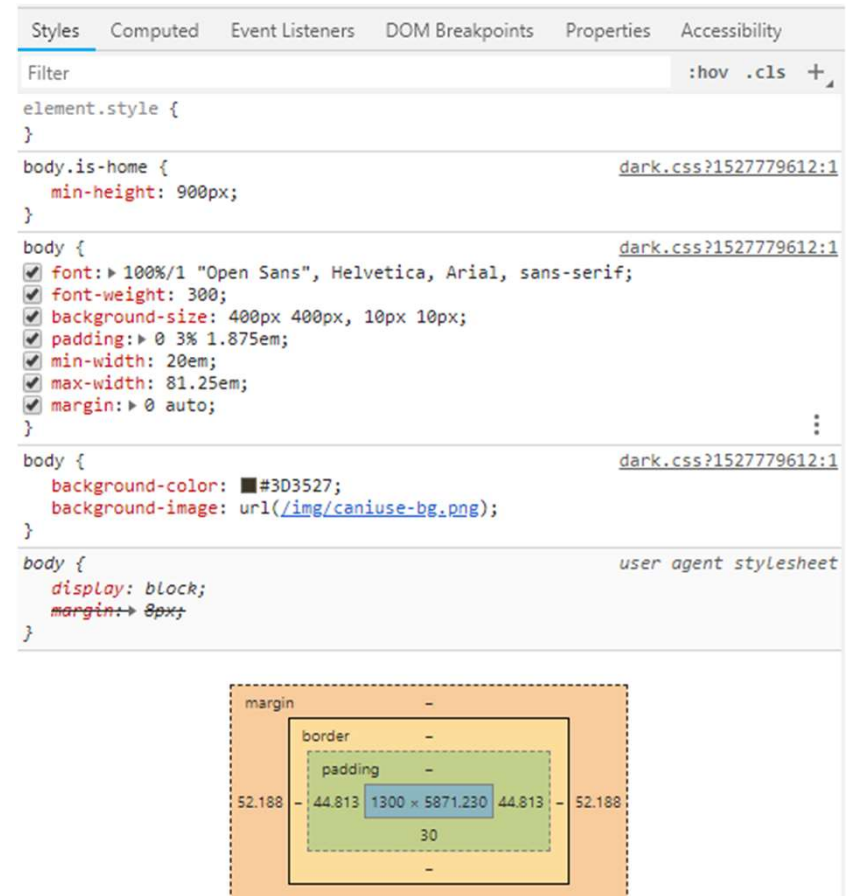 Styles Computed Event Listeners DOM Breakpoints Properties Accessibility
Filter :hov .cls +
element.style {
}
body.is-home { dark.css?1527779612:1
min-height: 900px;
}
body { dark.css?1527779612:1
font: 100%/1 "Open Sans", Helvetica, Arial, sans-serif;
font-weight: 300;
background-size: 400px 400px, 10px 10px;
padding: 0 3% 1.875em;
min-width: 20em;
max-width: 81.25em;
margin: 0 auto;
}
body { dark.css?1527779612:1
background-color: #3D3527;
background-image: url(/img/caniuse-bg.png);
}
body { user agent stylesheet
display: block;
margin: 8px;
}
margin -
border -
padding -
52.188 - 44.813 1300 × 5871.230 44.813 - 52.188
30
-